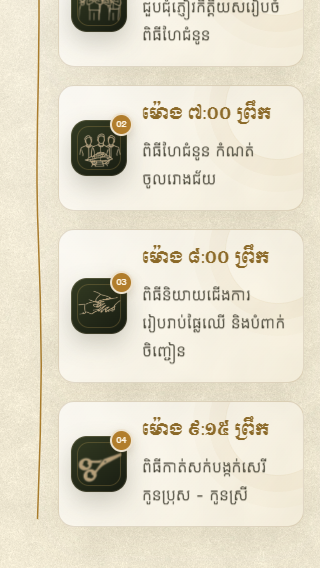 ជួបជុំភ្ញៀវកិត្តិយសរៀបចំ
ពិធីហែជំនូន
02
ម៉ោង ៧:00 ព្រឹក
ពិធីហែជំនូន កំណត់
ចូលរោងជ័យ
03
ម៉ោង ៨:00 ព្រឹក
ពិធីនិយាយជើងការ
រៀបរាប់ផ្លែឈើ និងបំពាក់
ចិញ្ចៀន
04
ម៉ោង ៩:១៥ ព្រឹក
ពិធីកាត់សក់បង្កក់សេរី
កូនប្រុស - កូនស្រី